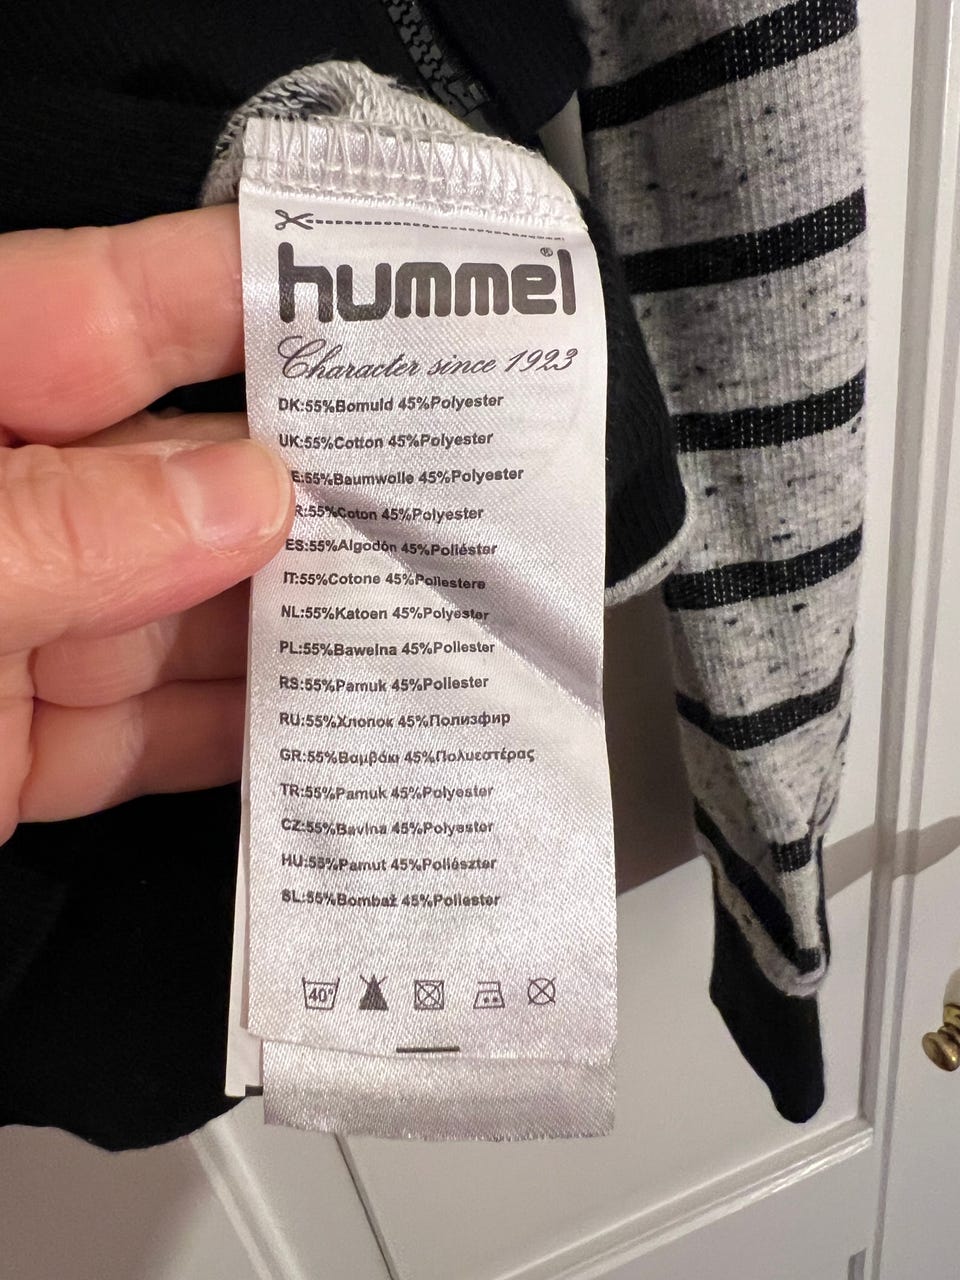 hummel®
Character since 1923
DK:55%Bomuld 45%Polyester
UK:55%Cotton 45%Polyester
E:55%Baumwolle 45%Polyester
R:55%Coton 45%Polyester
ES:55%Algodón 45%Poliéster
IT:55%Cotone 45%Poliestere
NL:55%Katoen 45%Polyester
PL:55%Bawełna 45%Poliester
RS:55%Pamuk 45%Poliester
RU:55%Хлопок 45%Полизфир
GR:55%Βαμβάκι 45%Πολυεστέρας
TR:55%Pamuk 45%Polyester
CZ:55%Bavlna 45%Polyester
HU:55%Pamut 45%Poliészter
SL:55%Bombaž 45%Poliester
40°